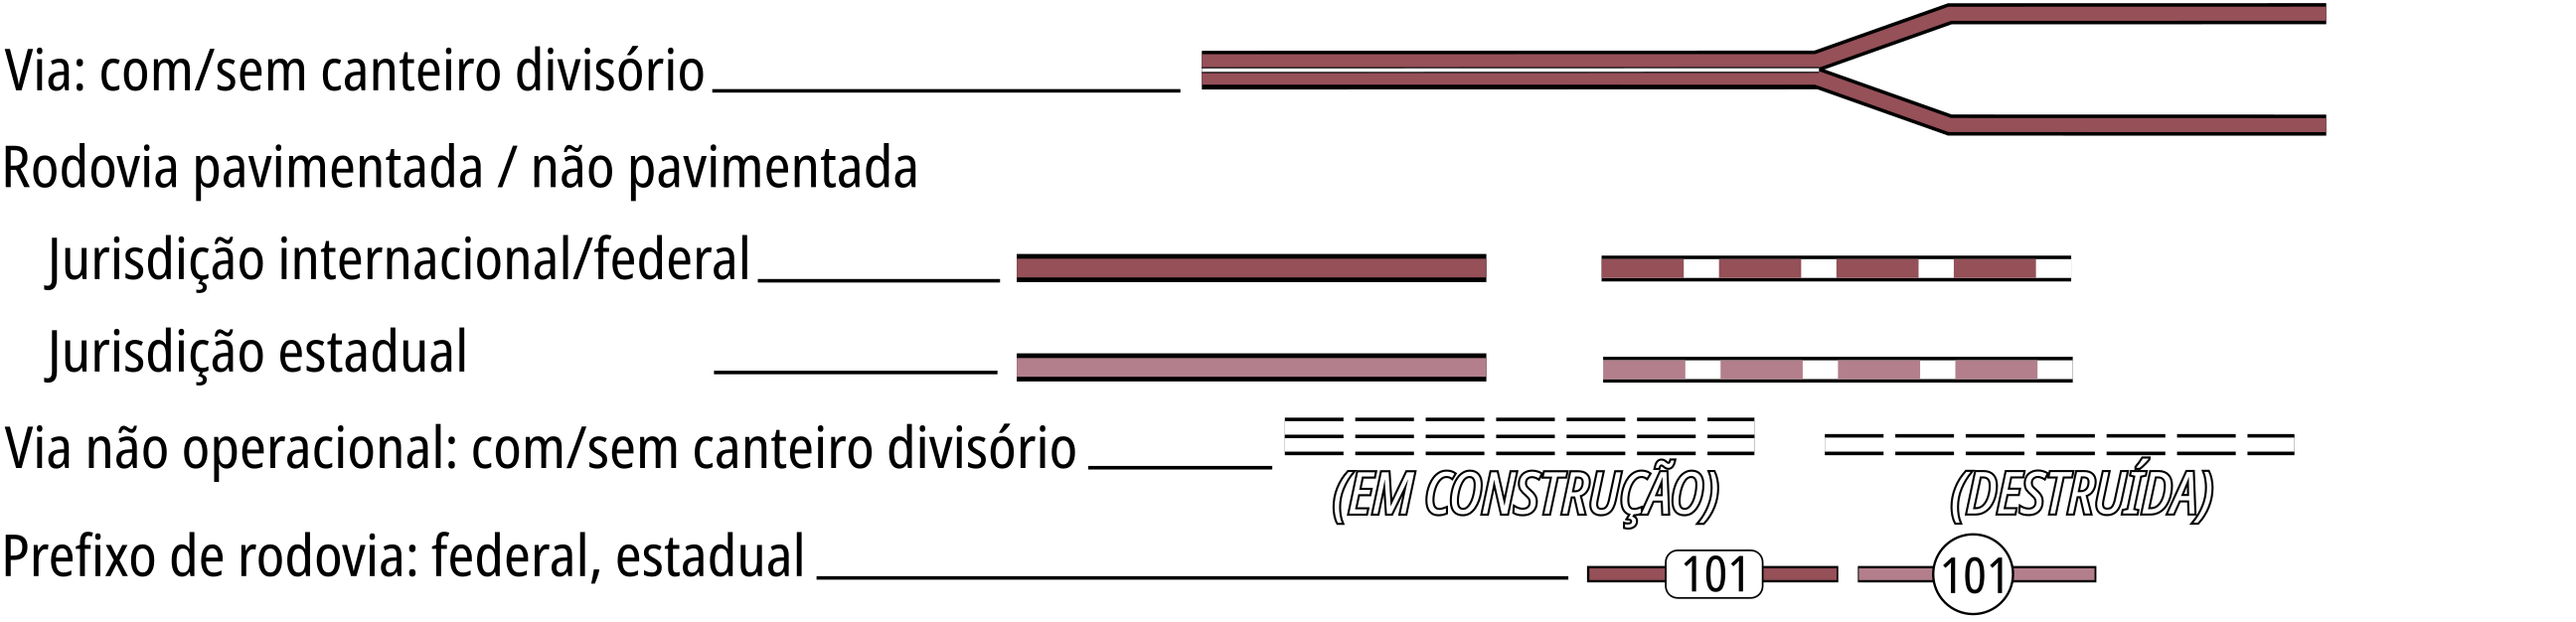 Via: com/sem canteiro divisório
Rodovia pavimentada / não pavimentada
Jurisdição internacional/federal
Jurisdição estadual
Via não operacional: com/sem canteiro divisório
(EM CONSTRUÇÃO) (DESTRUÍDA)
Prefixo de rodovia: federal, estadual 101 101